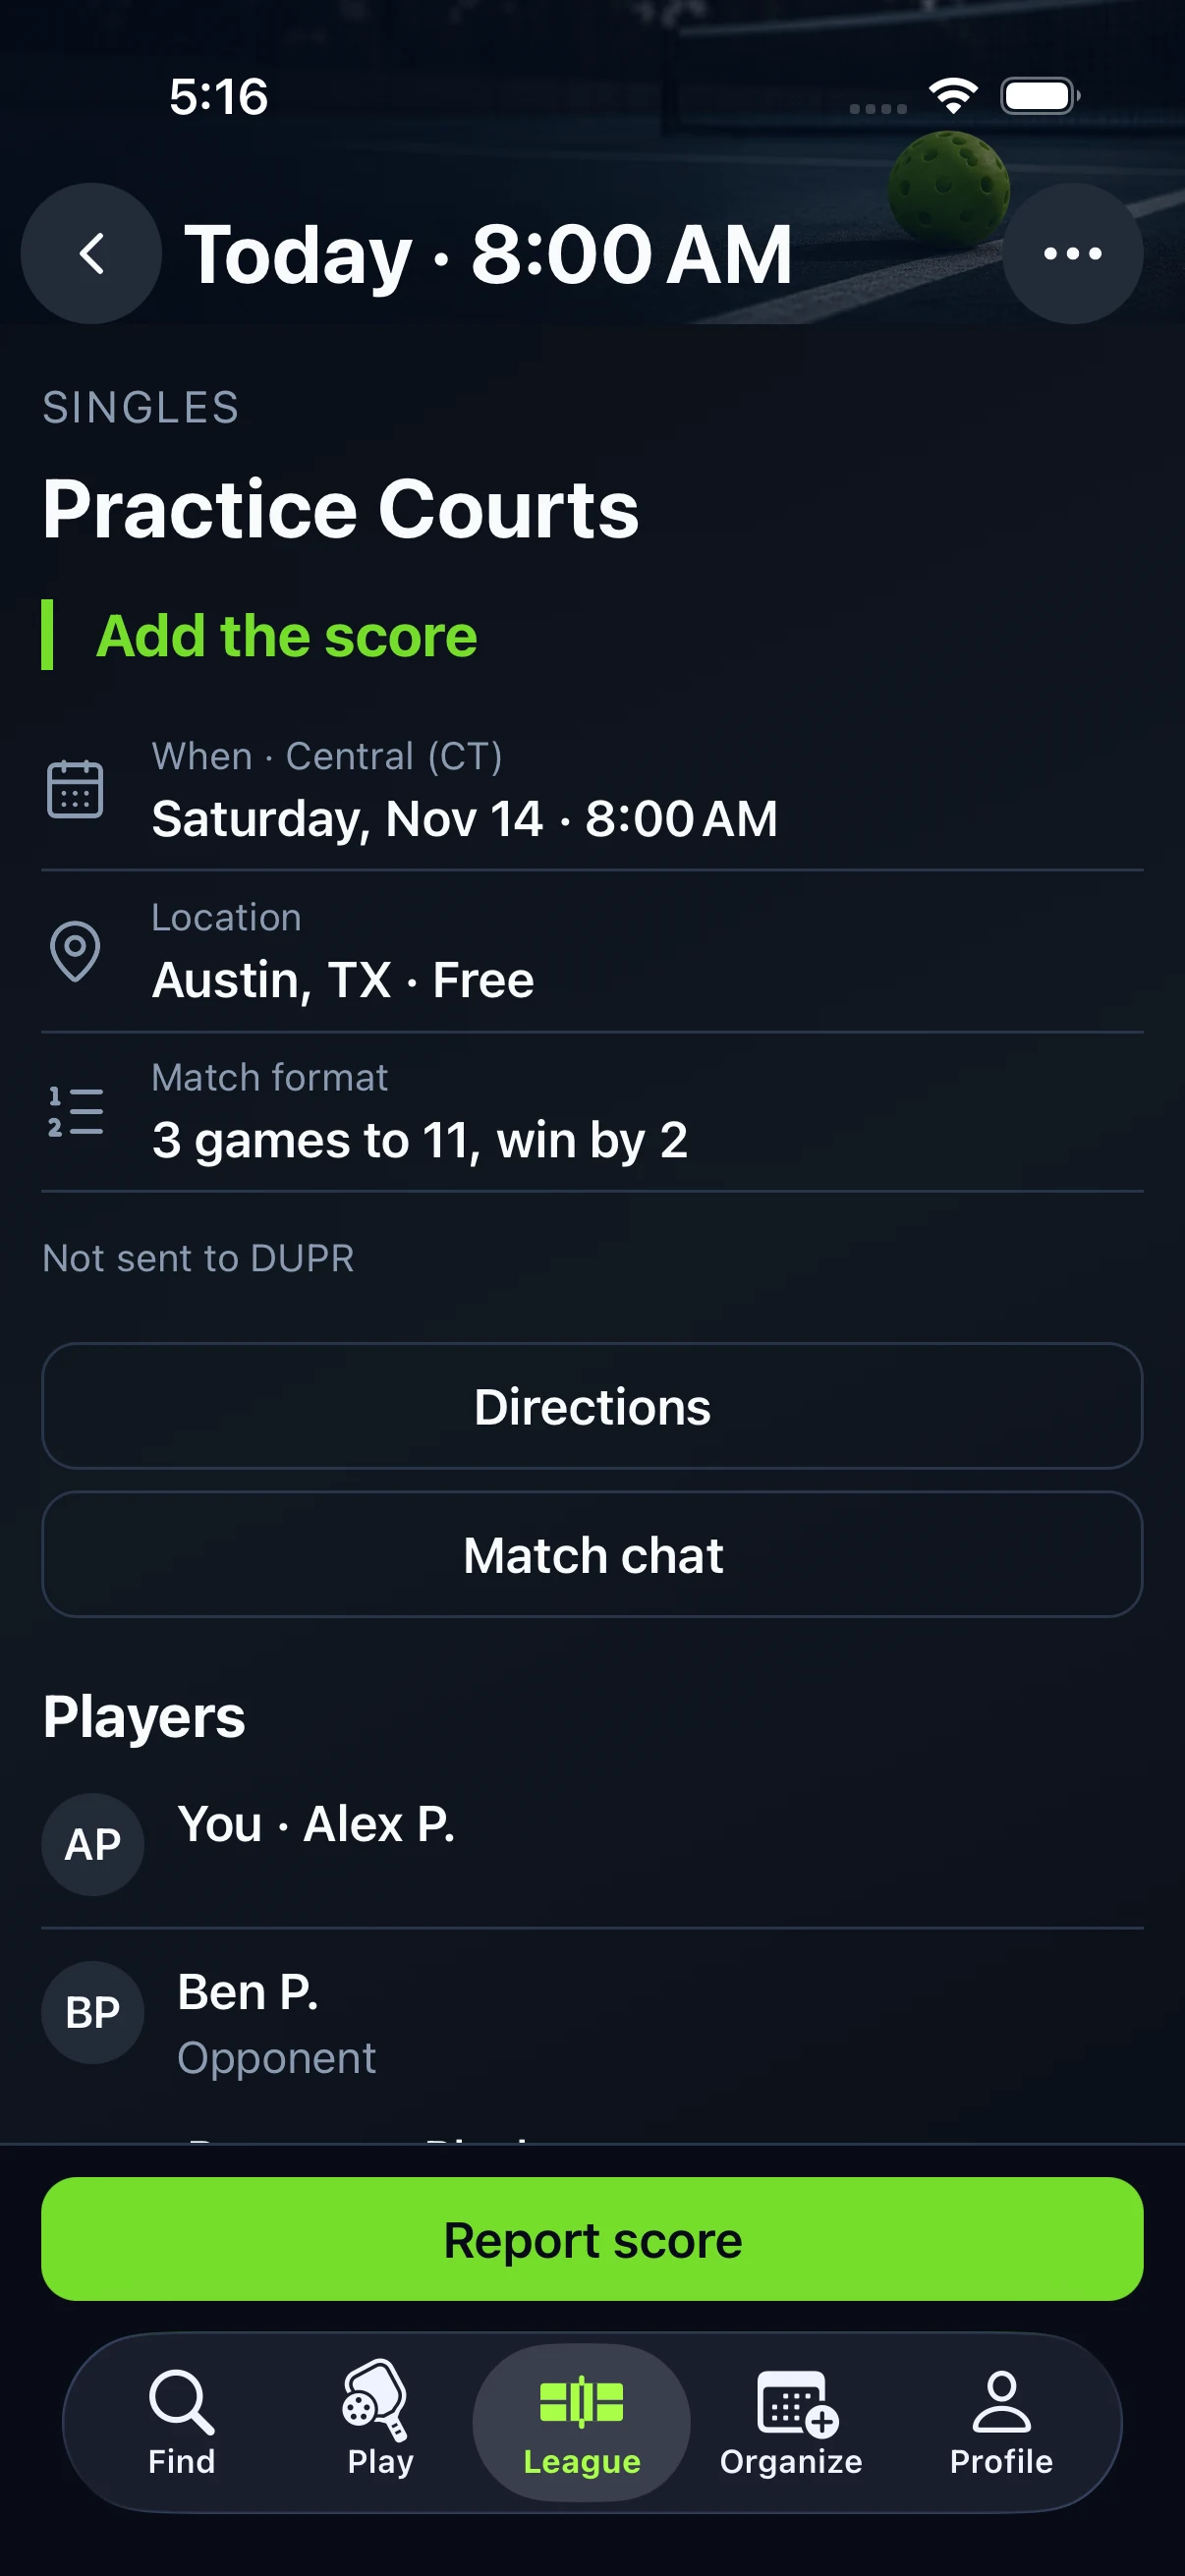 5:16
Today · 8:00 AM
SINGLES
Practice Courts
Add the score
When · Central (CT)
Saturday, Nov 14 · 8:00 AM
Location
Austin, TX · Free
1
2
Match format
3 games to 11, win by 2
Not sent to DUPR
Directions
Match chat
Players
AP
You · Alex P.
BP
Ben P.
Opponent
Report score
Find
Play
League
Organize
Profile